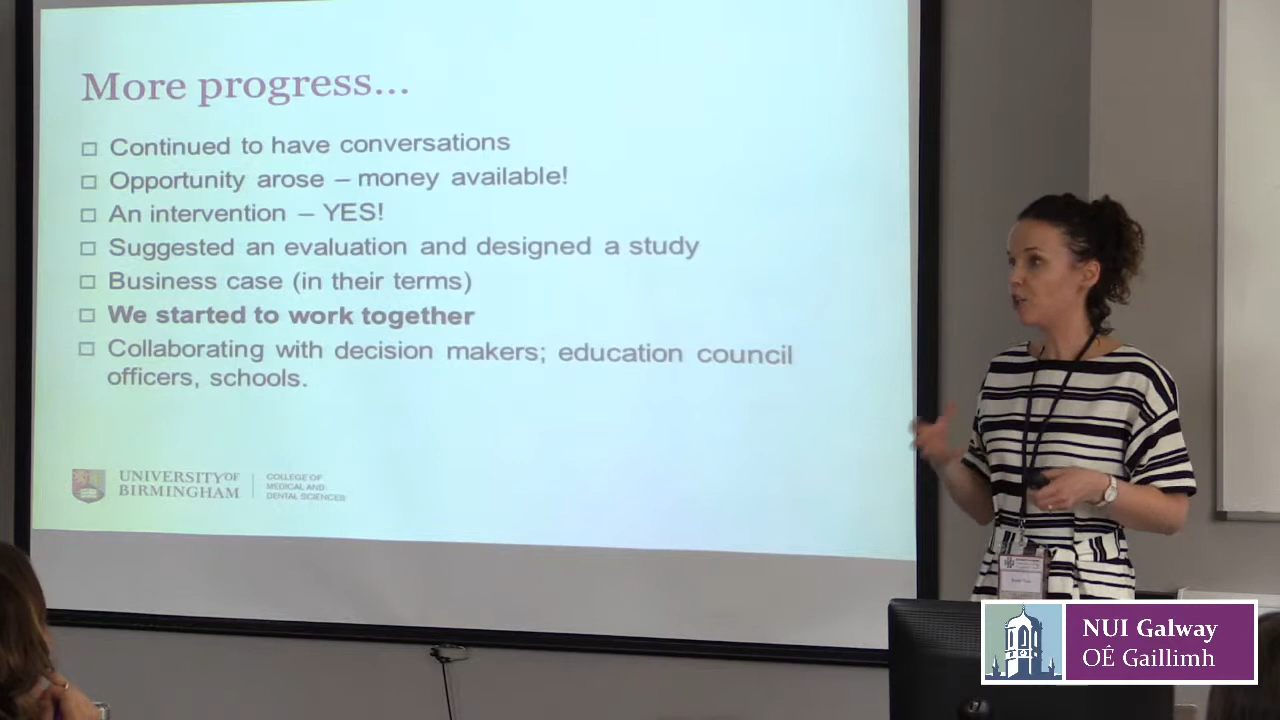 More progress...
Continued to have conversations
Opportunity arose – money available!
An intervention – YES!
Suggested an evaluation and designed a study
Business case (in their terms)
We started to work together
Collaborating with decision makers; education council
officers, schools.
UNIVERSITY OF
BIRMINGHAM
COLLEGE OF
MEDICAL AND
DENTAL SCIENCES
NUI Galway
OÉ Gaillimh